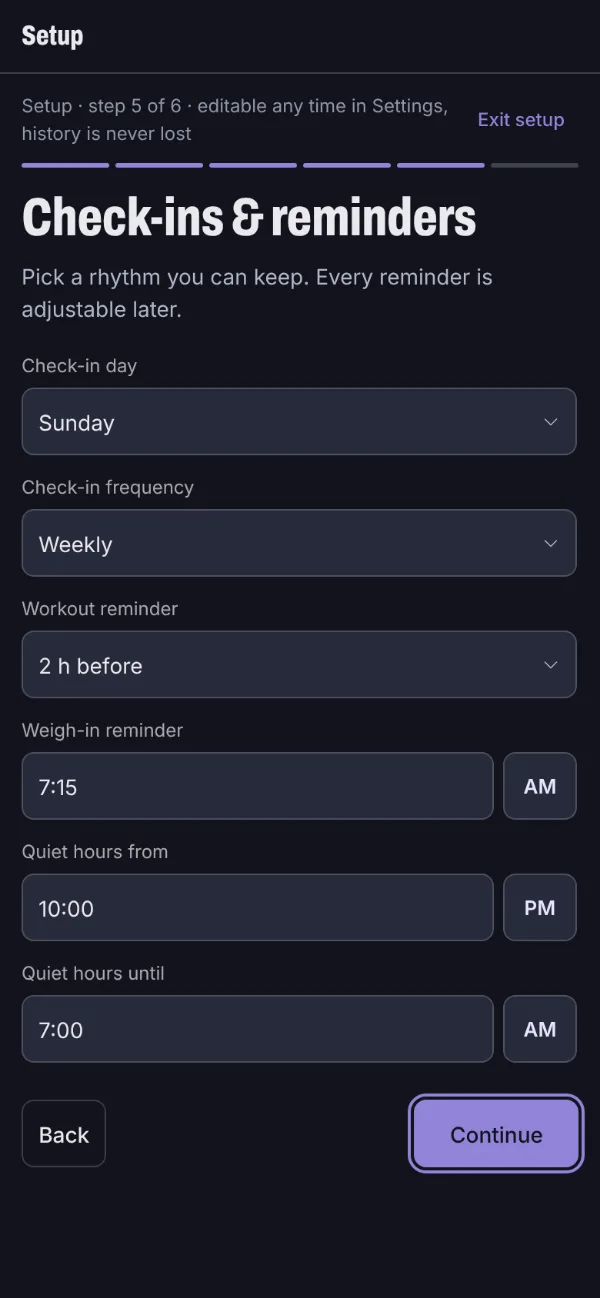 Setup
Setup · step 5 of 6 · editable any time in Settings,
history is never lost
Exit setup
Check-ins & reminders
Pick a rhythm you can keep. Every reminder is
adjustable later.
Check-in day
Sunday
Check-in frequency
Weekly
Workout reminder
2 h before
Weigh-in reminder
7:15
AM
Quiet hours from
10:00
PM
Quiet hours until
7:00
AM
Back
Continue